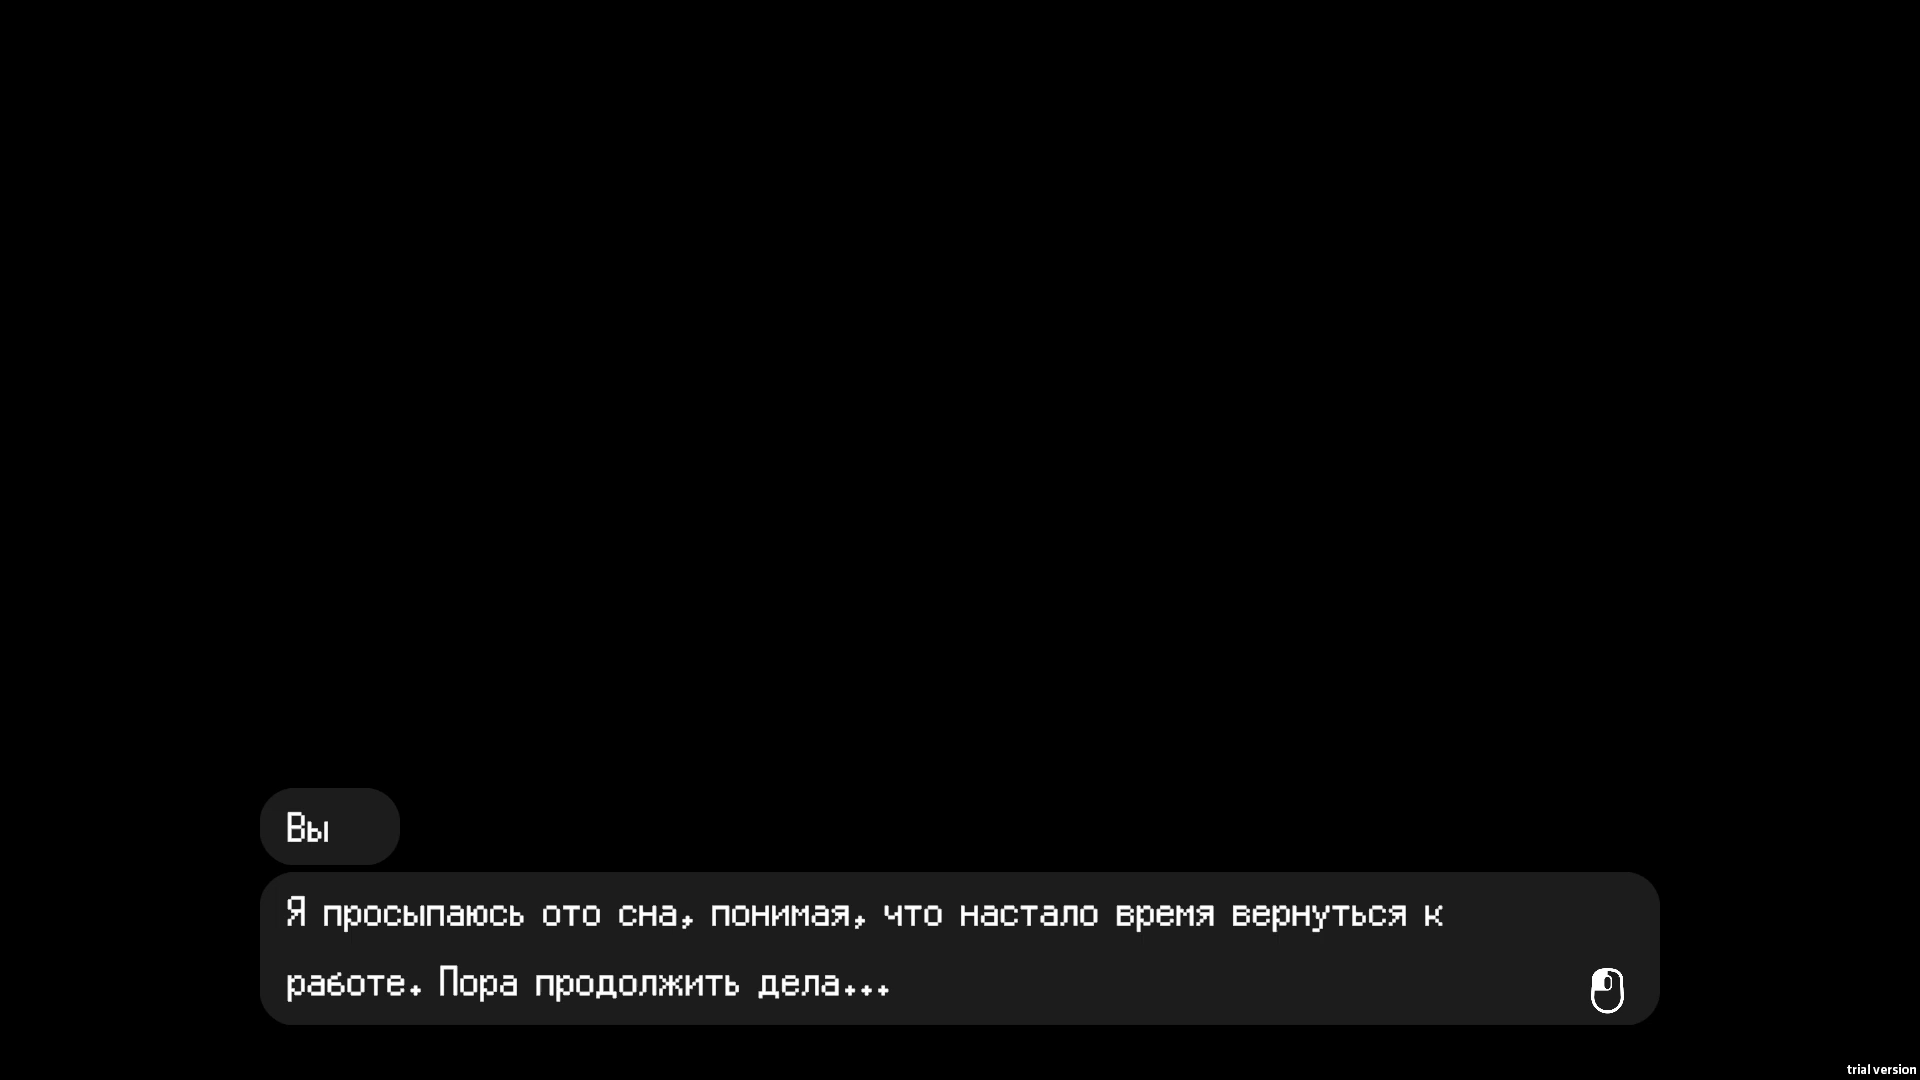 Вы
Я просыпаюсь ото сна, понимая, что настало время вернуться к
работе. Пора продолжить дела...
trial version